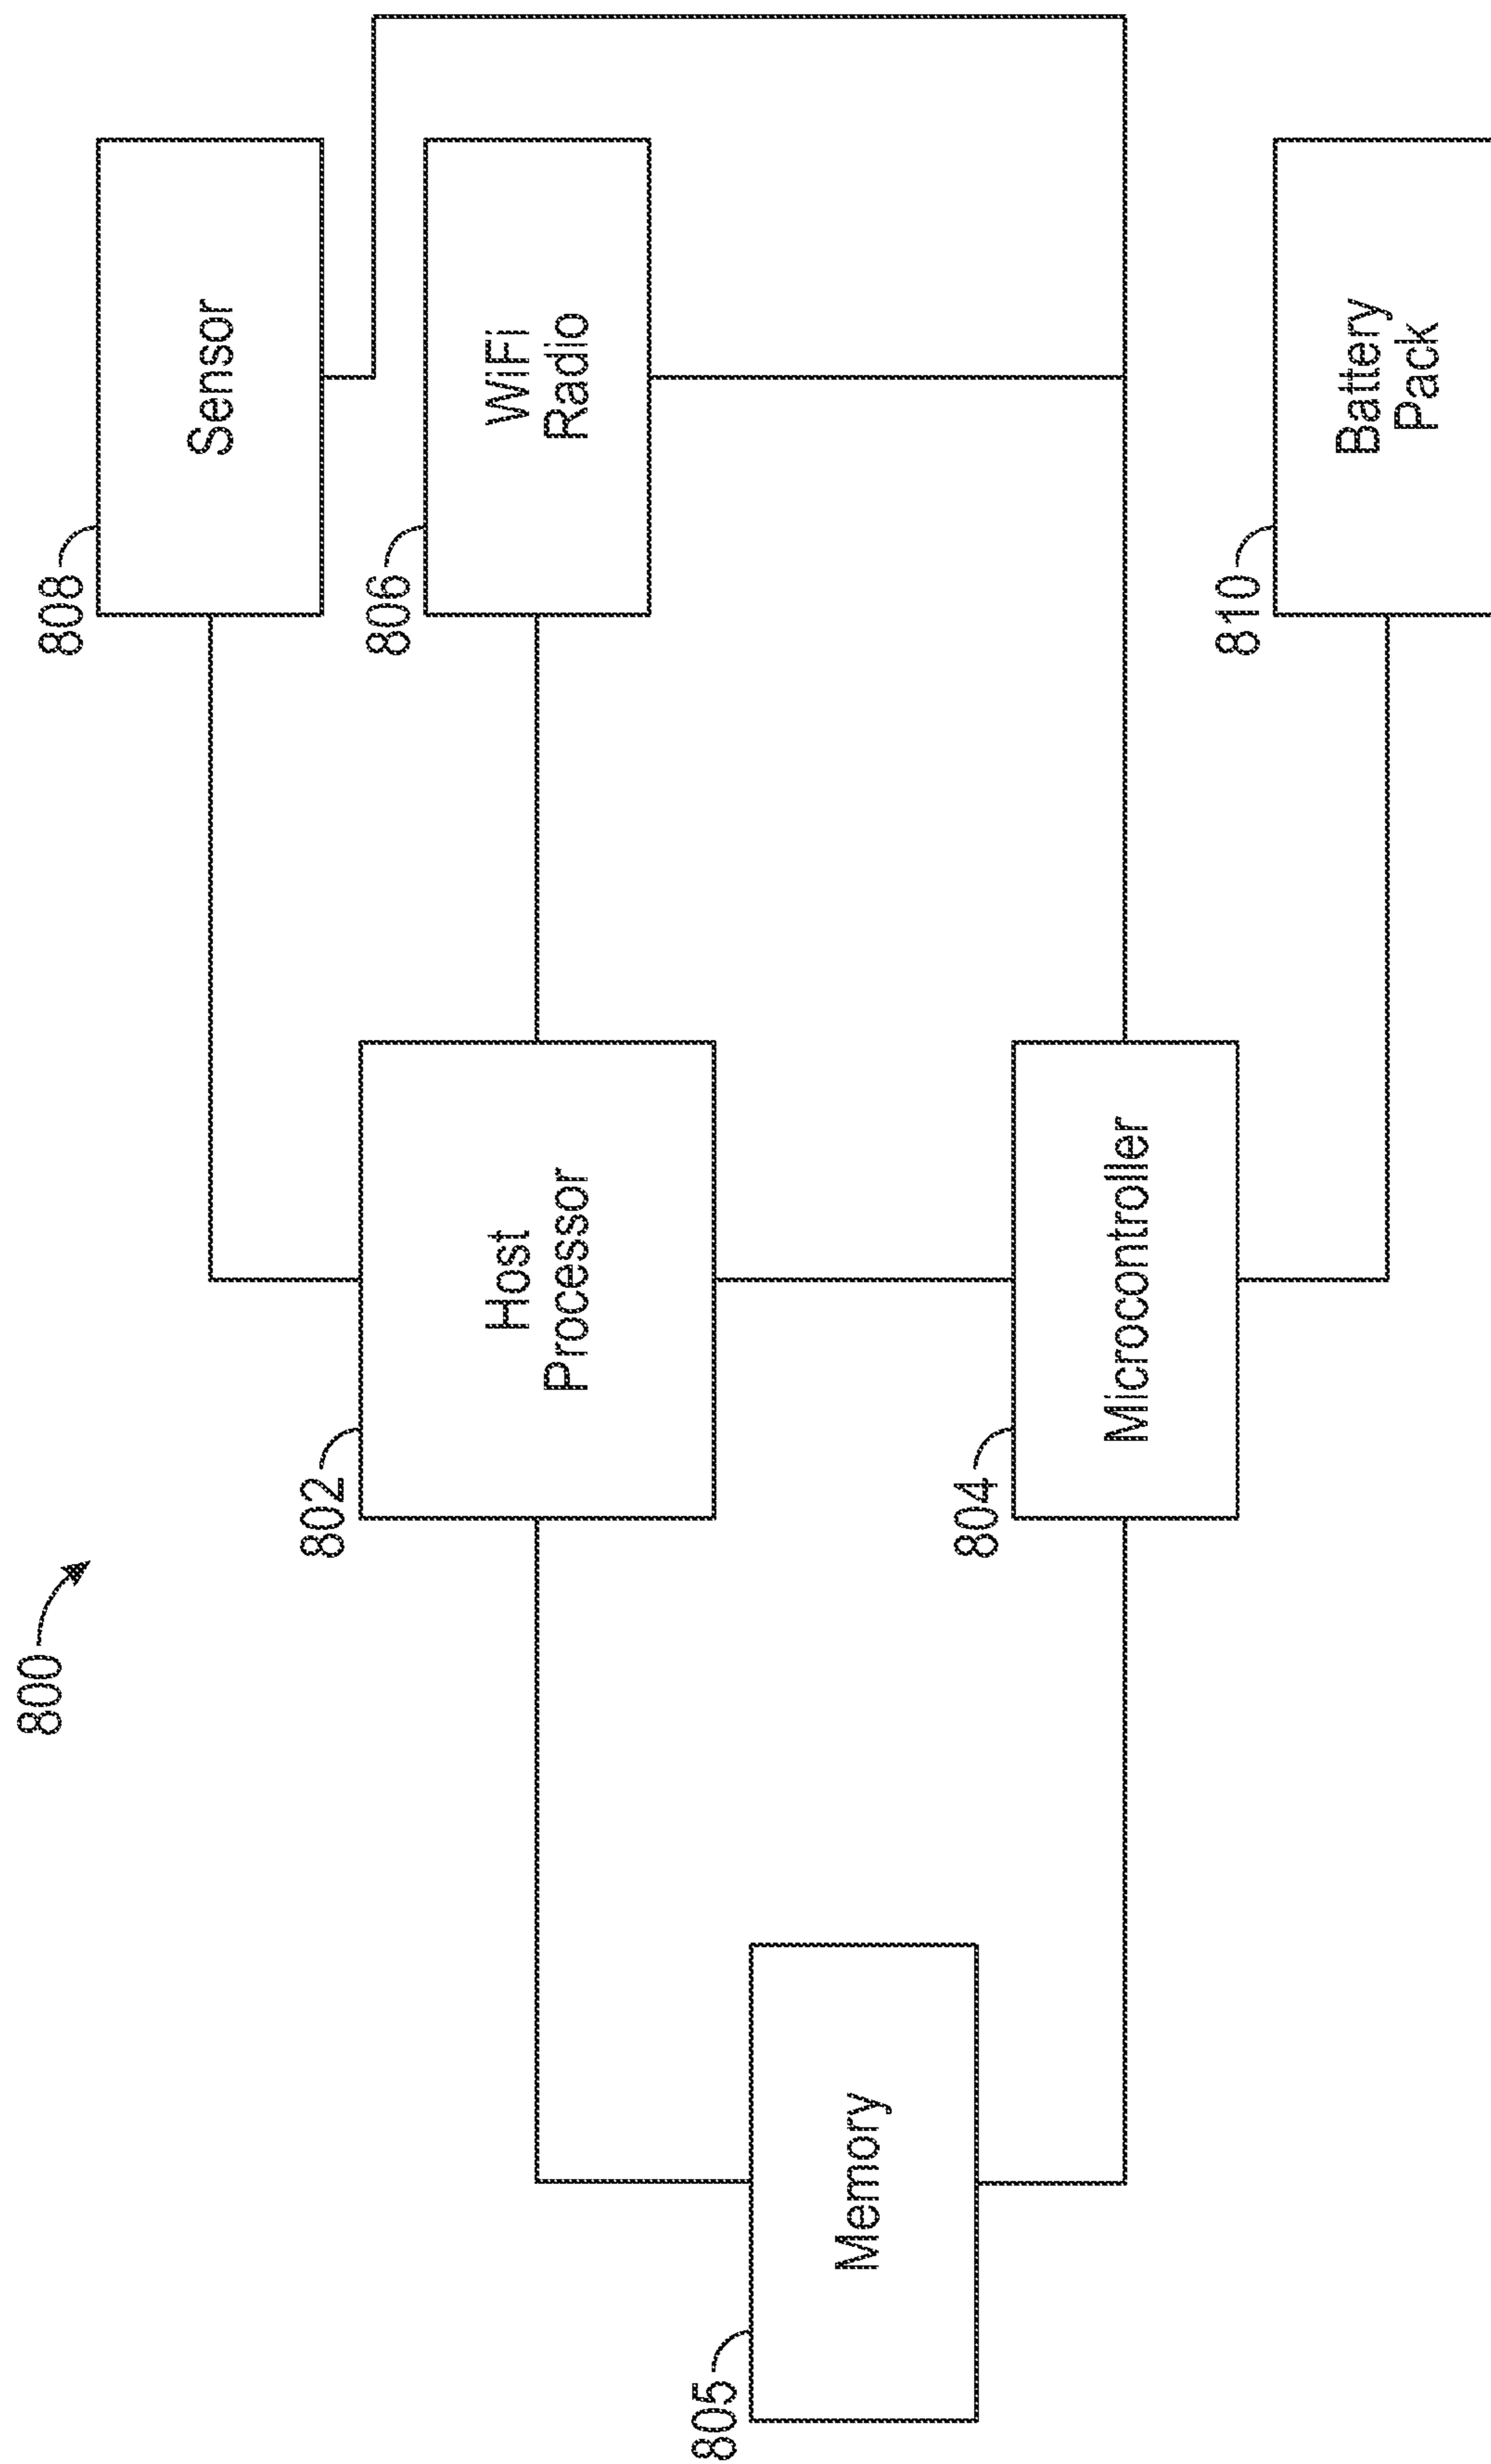 800
808
Sensor
802
Host
Processor
806
WiFi
Radio
805
Memory
804
Microcontroller
810
Battery
Pack